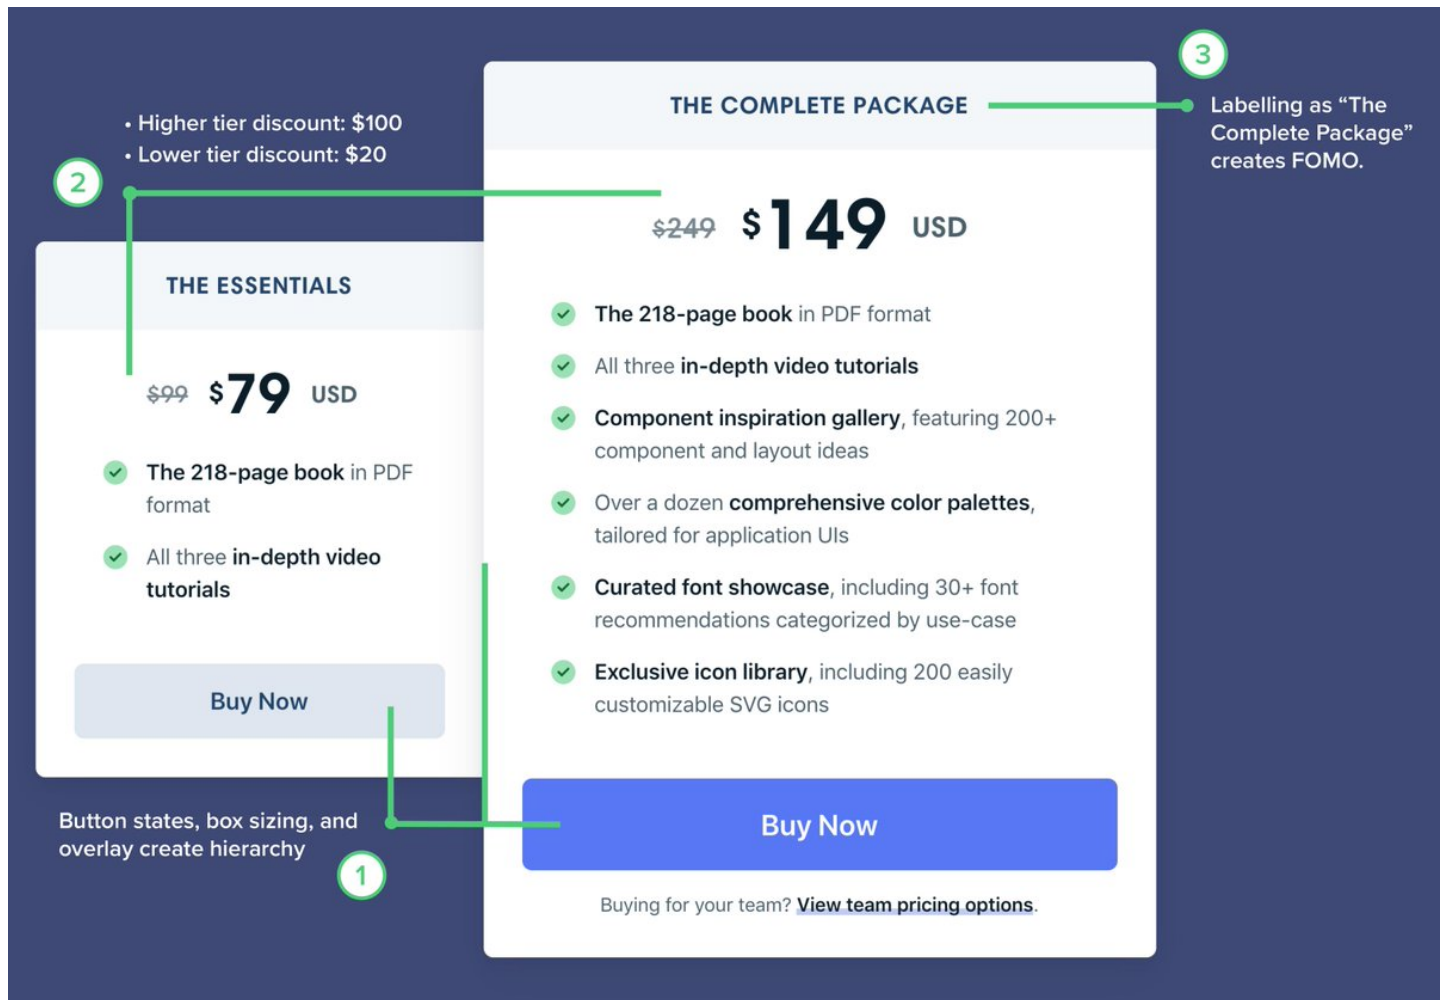 • Higher tier discount: $100
• Lower tier discount: $20
2
THE ESSENTIALS
$99 $79 USD
The 218-page book in PDF
format
All three in-depth video
tutorials
Buy Now
Button states, box sizing, and
overlay create hierarchy
1
THE COMPLETE PACKAGE
$249 $149 USD
The 218-page book in PDF format
All three in-depth video tutorials
Component inspiration gallery, featuring 200+
component and layout ideas
Over a dozen comprehensive color palettes,
tailored for application UIs
Curated font showcase, including 30+ font
recommendations categorized by use-case
Exclusive icon library, including 200 easily
customizable SVG icons
Buy Now
Buying for your team? View team pricing options.
3
Labelling as “The
Complete Package”
creates FOMO.